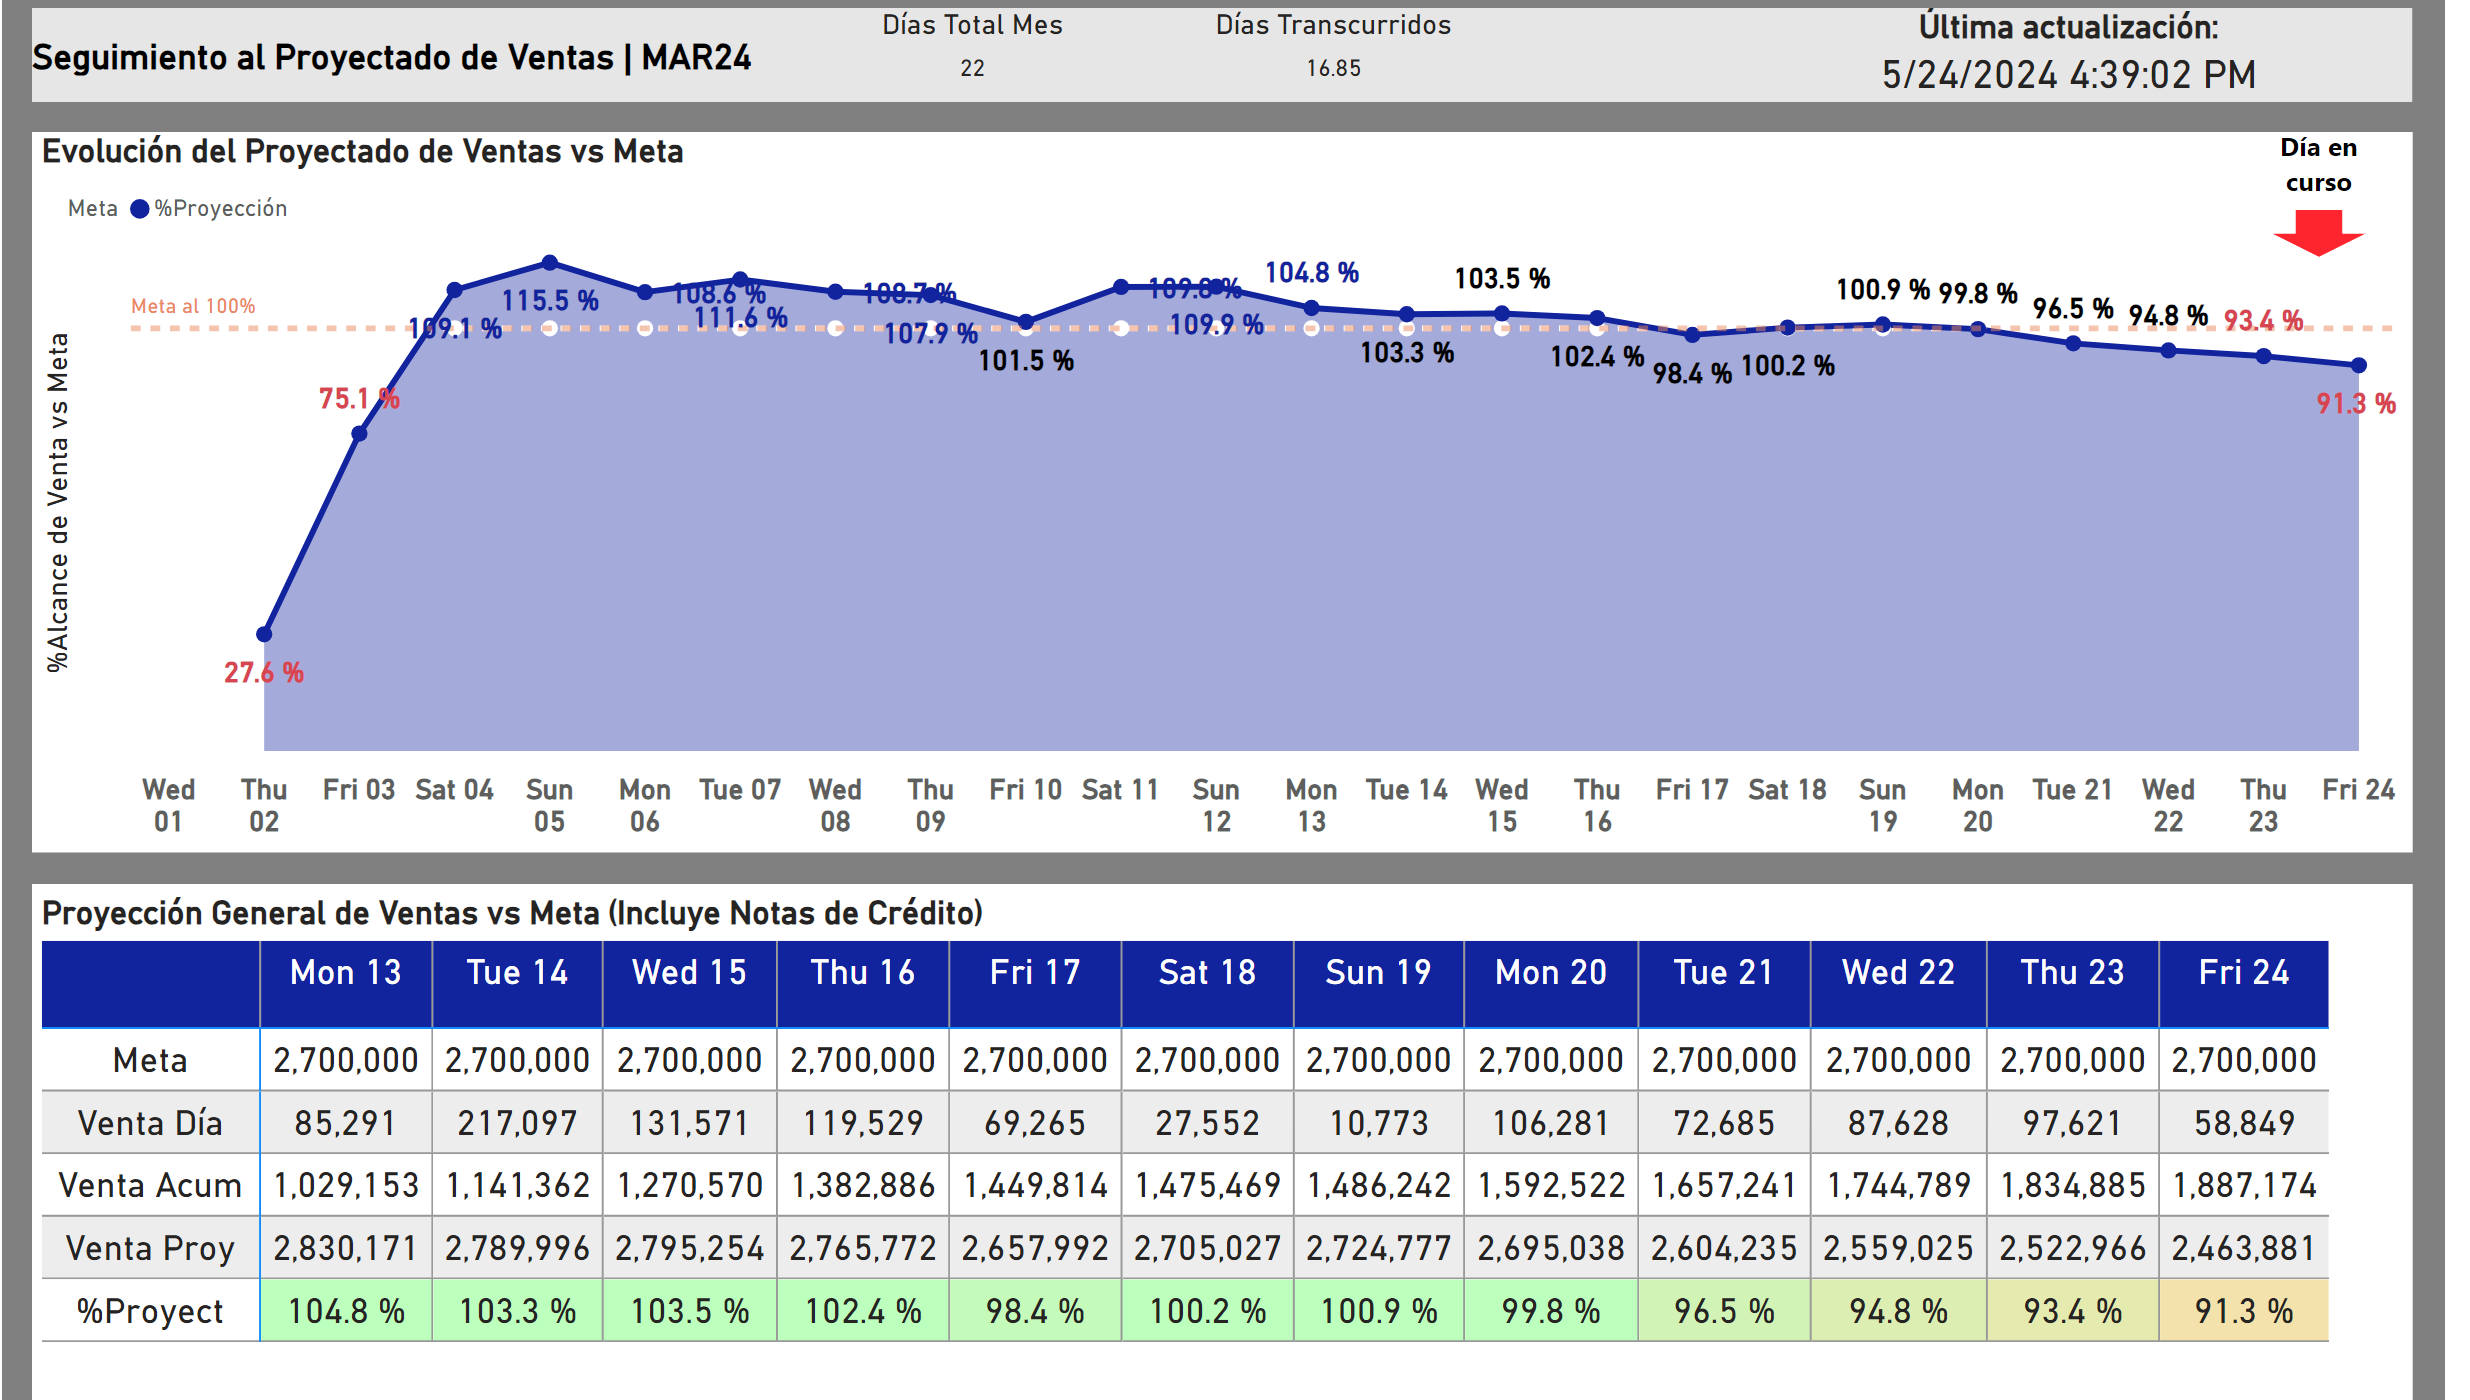 Seguimiento al Proyectado de Ventas | MAR24
Días Total Mes
22
Días Transcurridos
16.85
Última actualización:
5/24/2024 4:39:02 PM
Evolución del Proyectado de Ventas vs Meta
Día en
curso
Meta %Proyección
Meta al 100%
%Alcance de Venta vs Meta
27.6 %
75.1 %
109.1 %
115.5 %
108.6 %
111.6 %
108.7 %
107.9 %
101.5 %
109.8 %
109.9 %
104.8 %
103.3 %
103.5 %
102.4 %
98.4 %
100.2 %
100.9 %
99.8 %
96.5 %
94.8 %
93.4 %
91.3 %
Wed Thu Fri 03 Sat 04 Sun Mon Tue 07 Wed Thu Fri 10 Sat 11 Sun Mon Tue 14 Wed Thu Fri 17 Sat 18 Sun Mon Tue 21 Wed Thu Fri 24
01 02 05 06 08 09 12 13 15 16 19 20 22 23
Proyección General de Ventas vs Meta (Incluye Notas de Crédito)
Mon 13 Tue 14 Wed 15 Thu 16 Fri 17 Sat 18 Sun 19 Mon 20 Tue 21 Wed 22 Thu 23 Fri 24
Meta 2,700,000 2,700,000 2,700,000 2,700,000 2,700,000 2,700,000 2,700,000 2,700,000 2,700,000 2,700,000 2,700,000 2,700,000
Venta Día 85,291 217,097 131,571 119,529 69,265 27,552 10,773 106,281 72,685 87,628 97,621 58,849
Venta Acum 1,029,153 1,141,362 1,270,570 1,382,886 1,449,814 1,475,469 1,486,242 1,592,522 1,657,241 1,744,789 1,834,885 1,887,174
Venta Proy 2,830,171 2,789,996 2,795,254 2,765,772 2,657,992 2,705,027 2,724,777 2,695,038 2,604,235 2,559,025 2,522,966 2,463,881
%Proyect 104.8 % 103.3 % 103.5 % 102.4 % 98.4 % 100.2 % 100.9 % 99.8 % 96.5 % 94.8 % 93.4 % 91.3 %